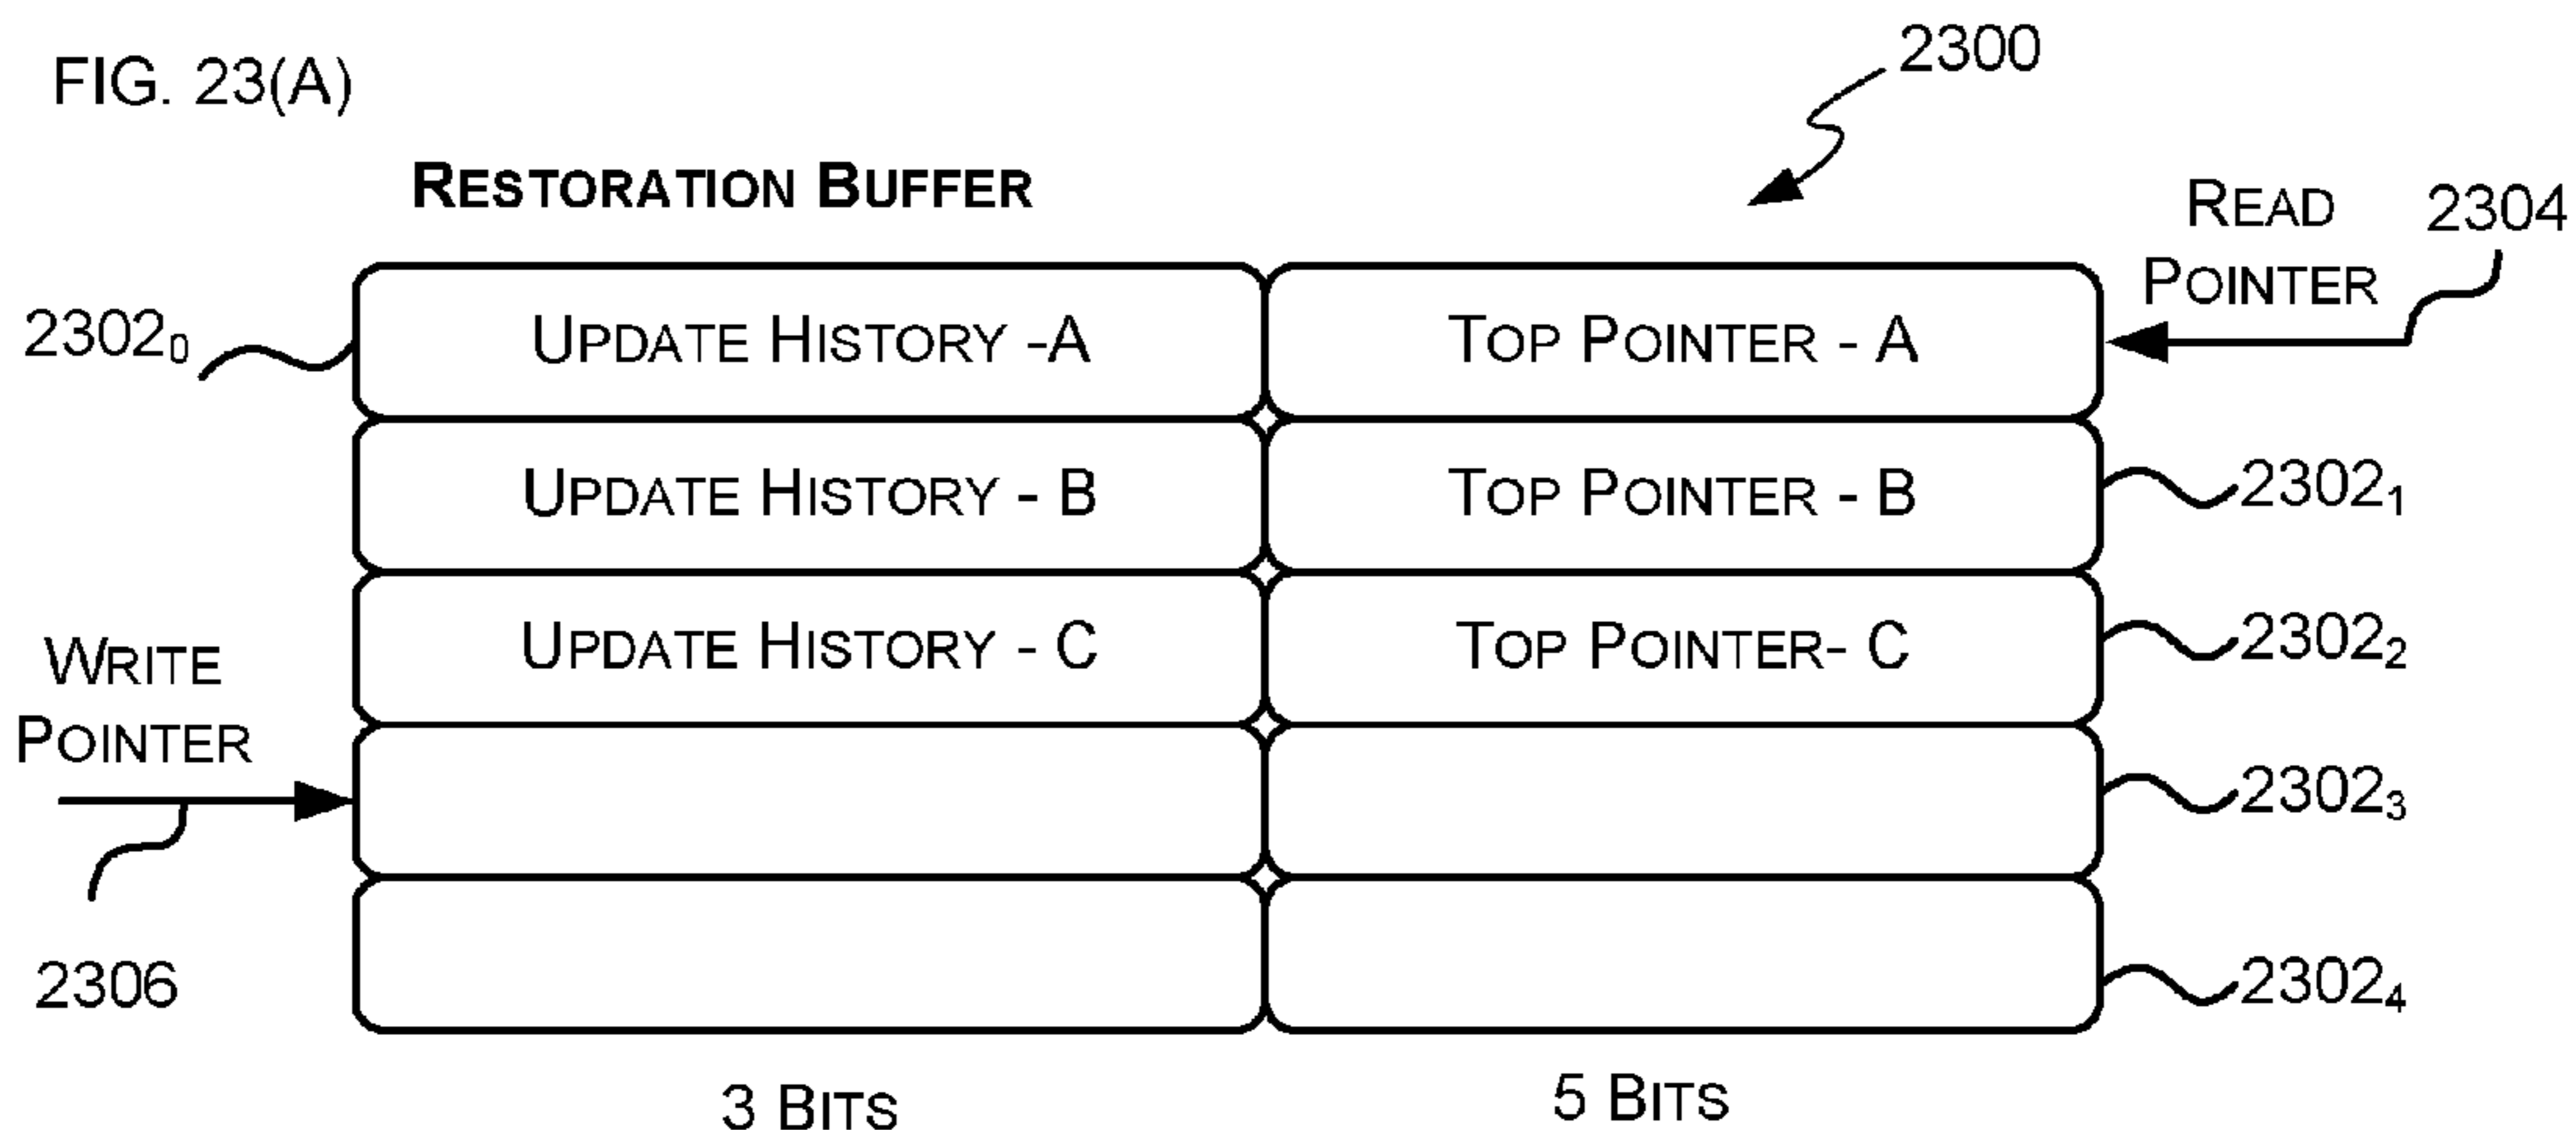 FIG. 23(A)
2300
RESTORATION BUFFER
READ POINTER
2304
2302₀
UPDATE HISTORY -A
TOP POINTER - A
UPDATE HISTORY - B
TOP POINTER - B
2302₁
UPDATE HISTORY - C
TOP POINTER- C
2302₂
WRITE
POINTER
2302₃
2306
2302₄
3 BITS
5 BITS